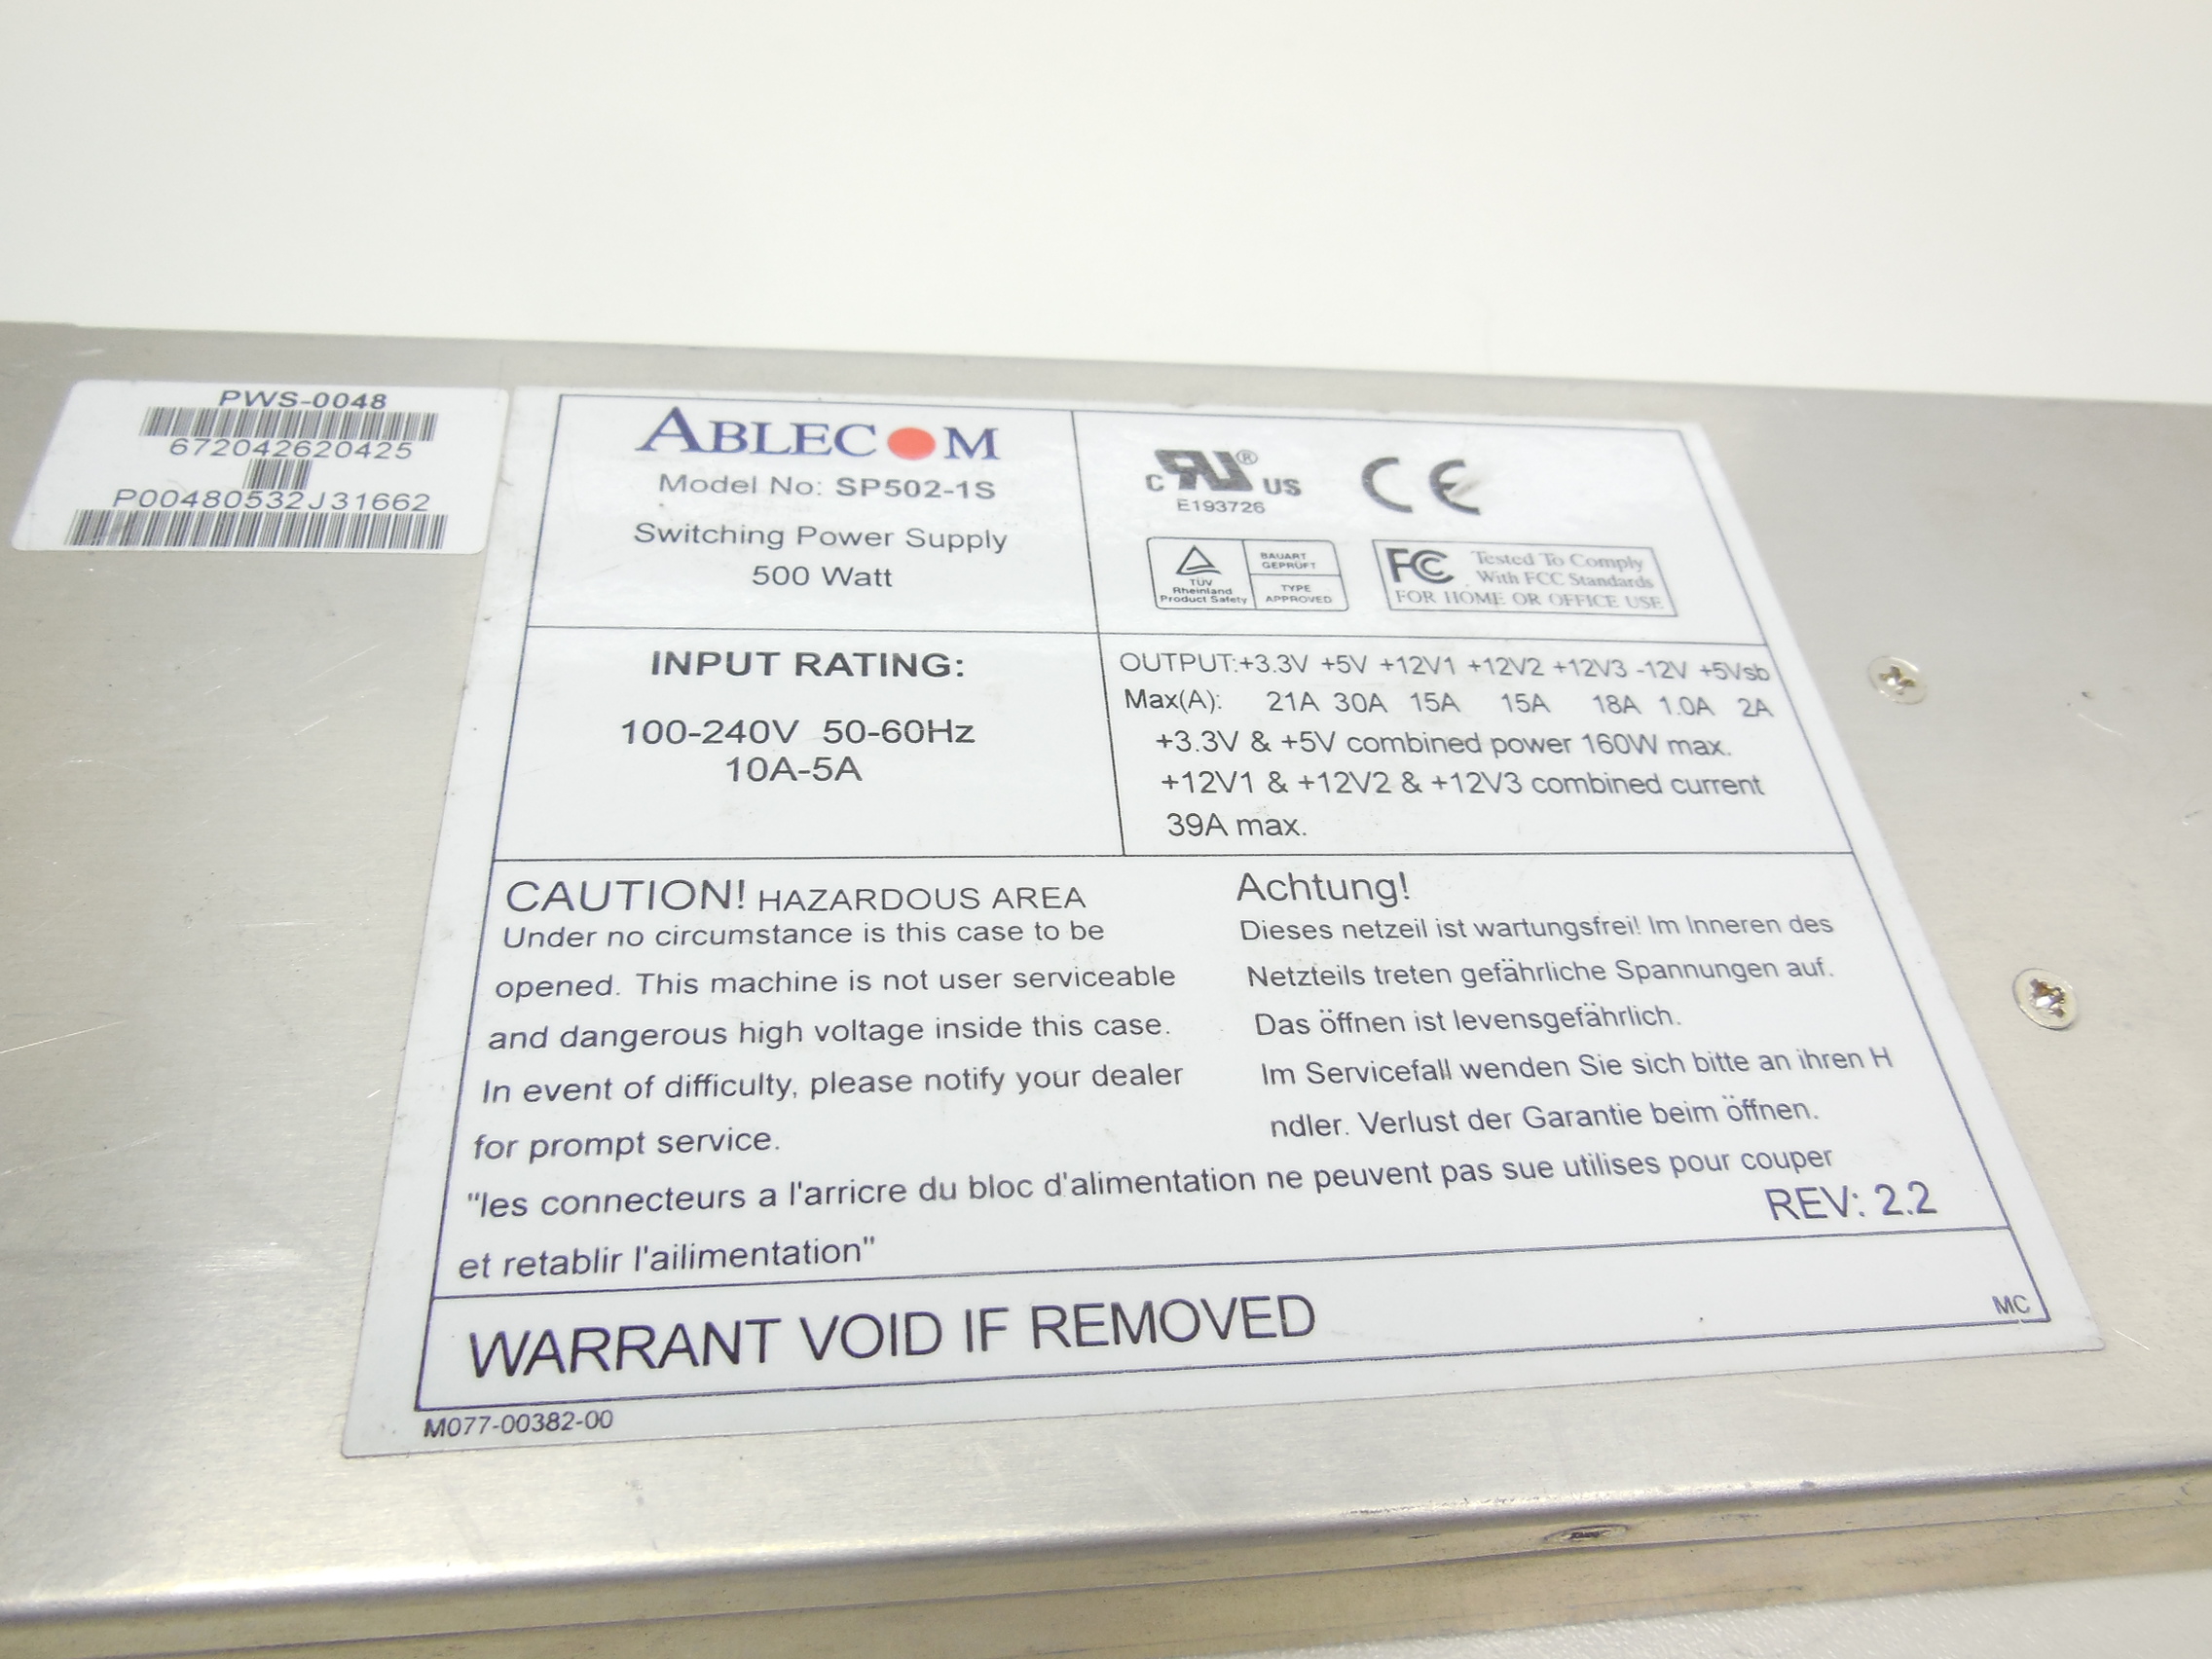 PWS-0048
672042620425
P00480532J31662
ABLECOM
Model No: SP502-1S
Switching Power Supply
500 Watt
C RU ® US
E193726
CE
TÜV
Rheinland
Product Safety
BAUART
GEPRÜFT
TYPE
APPROVED
FC Tested To Comply
With FCC Standards
FOR HOME OR OFFICE USE
INPUT RATING:
100-240V 50-60Hz
10A-5A
OUTPUT:+3.3V +5V +12V1 +12V2 +12V3 -12V +5Vsb
Max(A): 21A 30A 15A 15A 18A 1.0A 2A
+3.3V & +5V combined power 160W max.
+12V1 & +12V2 & +12V3 combined current
39A max.
CAUTION! HAZARDOUS AREA
Under no circumstance is this case to be
opened. This machine is not user serviceable
and dangerous high voltage inside this case.
In event of difficulty, please notify your dealer
for prompt service.
Achtung!
Dieses netzeil ist wartungsfrei! Im Inneren des
Netzteils treten gefährliche Spannungen auf.
Das öffnen ist levensgefährlich.
Im Servicefall wenden Sie sich bitte an ihren H
ndler. Verlust der Garantie beim öffnen.
"les connecteurs a l'arricre du bloc d'alimentation ne peuvent pas sue utilises pour couper
et retablir l'ailimentation"
REV: 2.2
WARRANT VOID IF REMOVED
MC
M077-00382-00